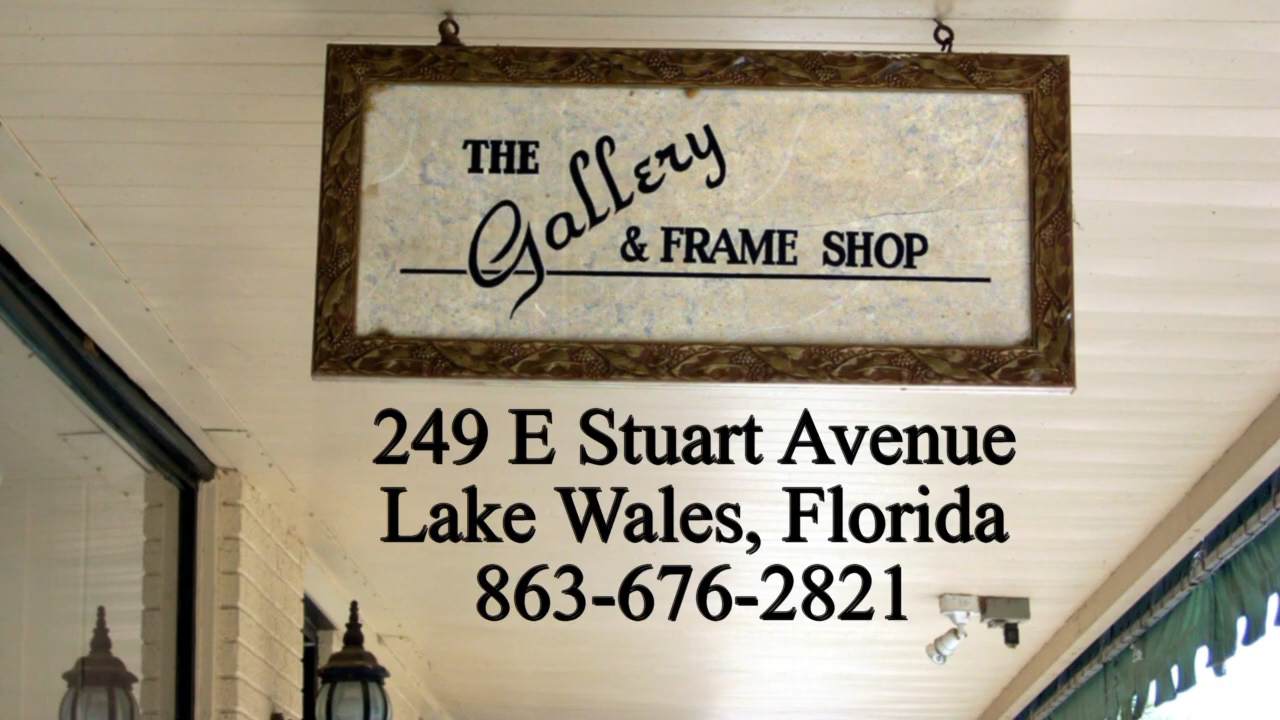 THE
Gallery
& FRAME SHOP
249 E Stuart Avenue
Lake Wales, Florida
863-676-2821